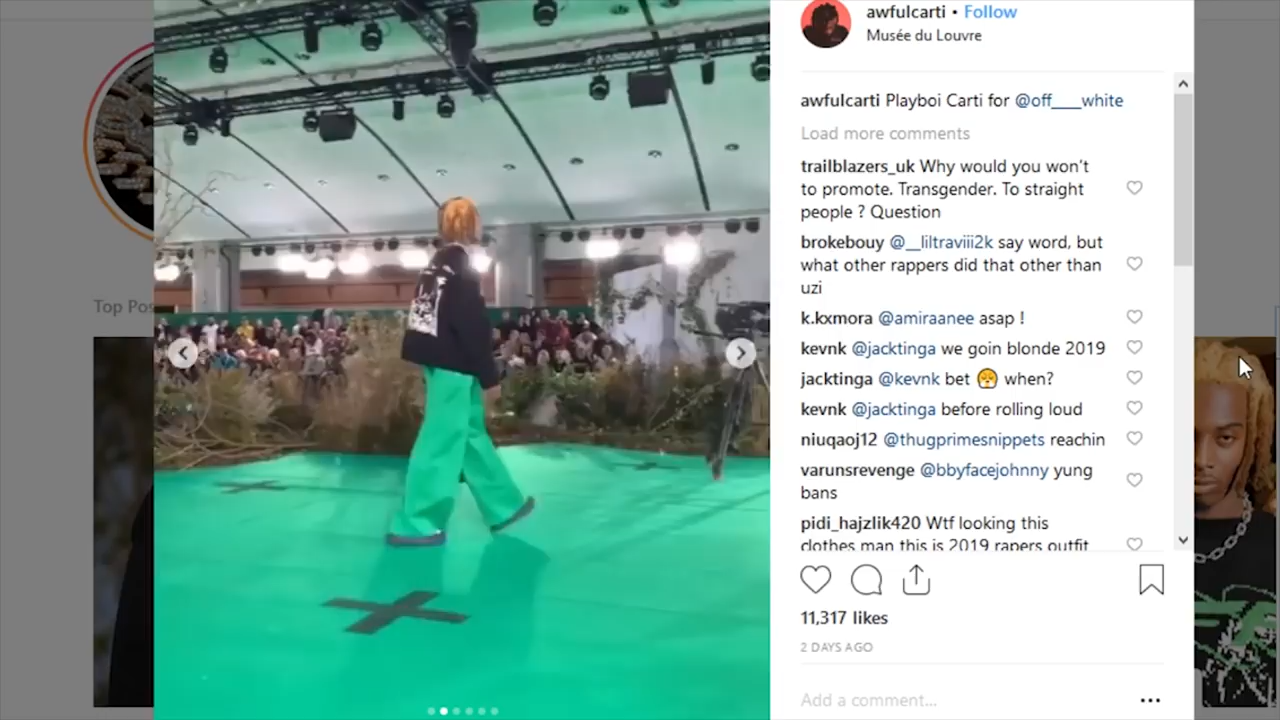 awfulcarti • Follow
Musée du Louvre
awfulcarti Playboi Carti for @off____white
Load more comments
trailblazers_uk Why would you won't
to promote. Transgender. To straight
people ? Question
brokebouy @__liltraviii2k say word, but
what other rappers did that other than
uzi
k.kxmora @amiraanee asap !
kevnk @jacktinga we goin blonde 2019
jacktinga @kevnk bet 😤 when?
kevnk @jacktinga before rolling loud
niuqaoj12 @thugprimesnippets reachin
varunsrevenge @bbyfacejohnny yung
bans
pidi_hajzlik420 Wtf looking this
clothes man this is 2019 rapers outfit
11,317 likes
2 DAYS AGO
Add a comment...
Top Pos